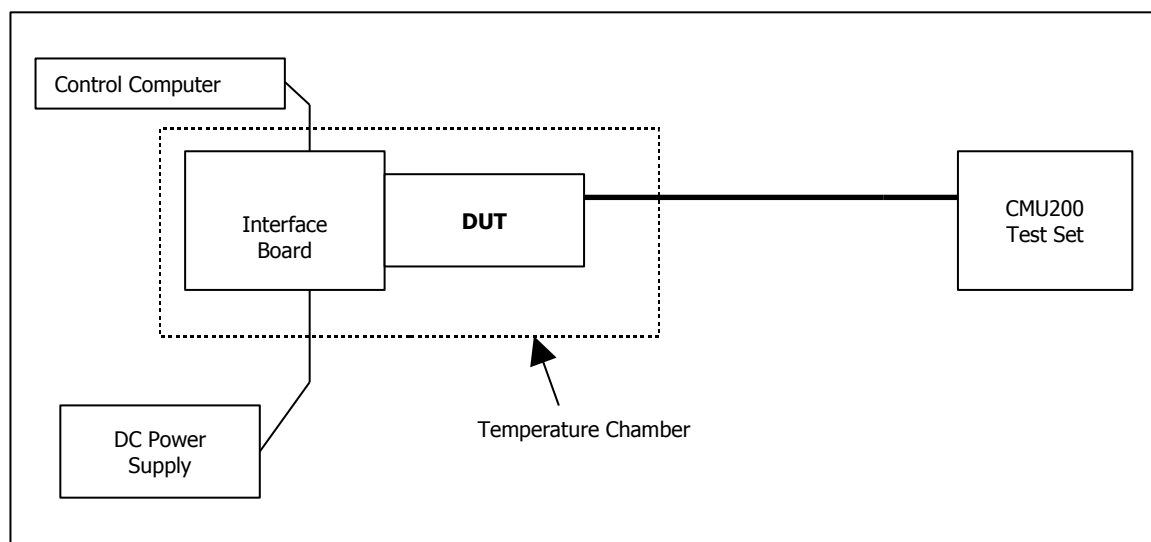 Control Computer
Interface
Board
DUT
CMU200
Test Set
Temperature Chamber
DC Power
Supply